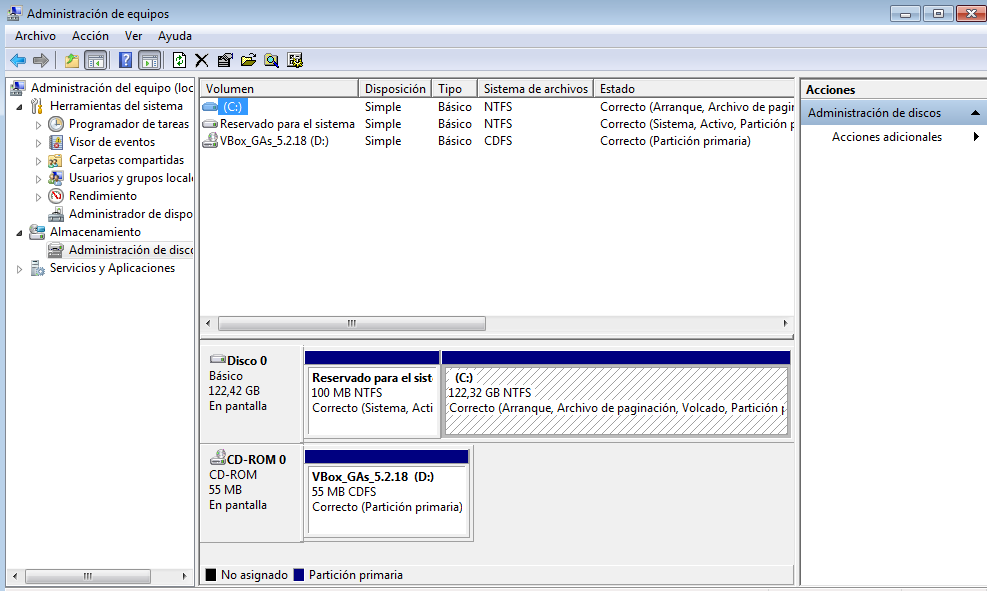 Administración de equipos
Archivo Acción Ver Ayuda
Administración del equipo (loc
Herramientas del sistema
Programador de tareas
Visor de eventos
Carpetas compartidas
Usuarios y grupos local
Rendimiento
Administrador de dispo
Almacenamiento
Administración de disc
Servicios y Aplicaciones
Volumen Disposición Tipo Sistema de archivos Estado
(C:) Simple Básico NTFS Correcto (Arranque, Archivo de pagin
Reservado para el sistema Simple Básico NTFS Correcto (Sistema, Activo, Partición p
VBox_GAs_5.2.18 (D:) Simple Básico CDFS Correcto (Partición primaria)
Disco 0
Básico
122,42 GB
En pantalla
Reservado para el sist
100 MB NTFS
Correcto (Sistema, Acti
(C:)
122,32 GB NTFS
Correcto (Arranque, Archivo de paginación, Volcado, Partición p
CD-ROM 0
CD-ROM
55 MB
En pantalla
VBox_GAs_5.2.18 (D:)
55 MB CDFS
Correcto (Partición primaria)
No asignado Partición primaria
Acciones
Administración de discos
Acciones adicionales